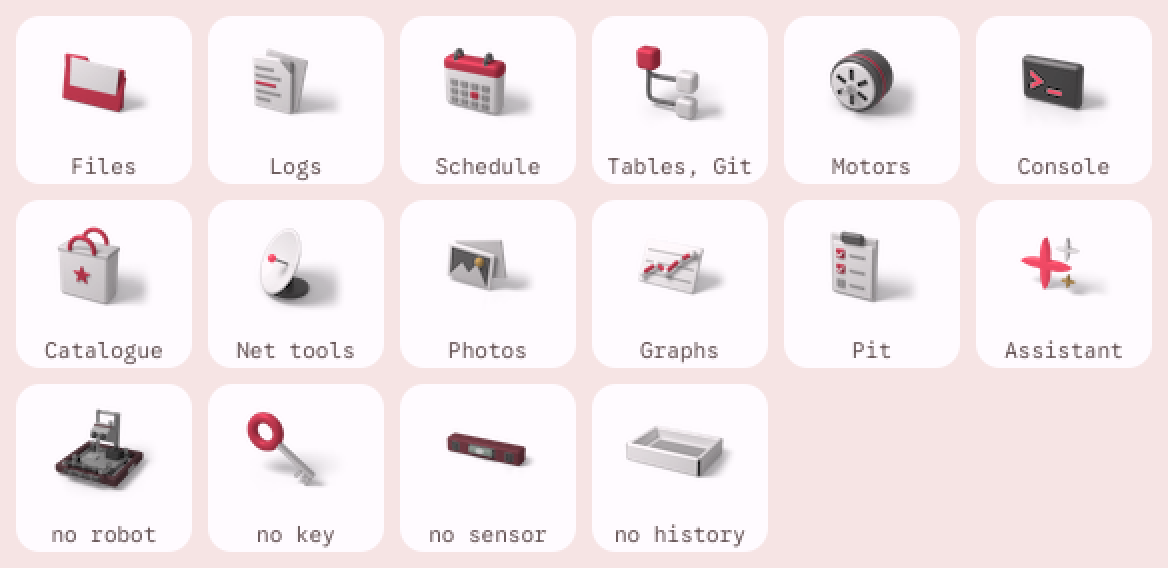 Files
Logs
Schedule
Tables, Git
Motors
Console
Catalogue
Net tools
Photos
Graphs
Pit
Assistant
no robot
no key
no sensor
no history